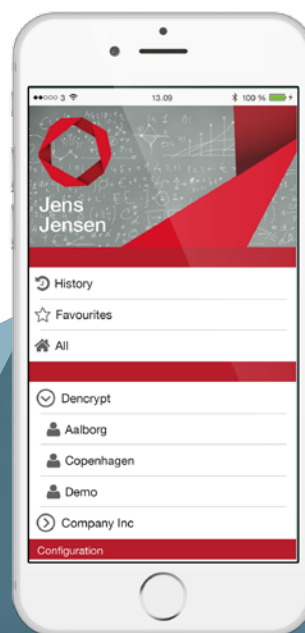 3 13.09 100 %
Jens
Jensen
History
Favourites
All
Dencrypt
Aalborg
Copenhagen
Demo
Company Inc
Configuration